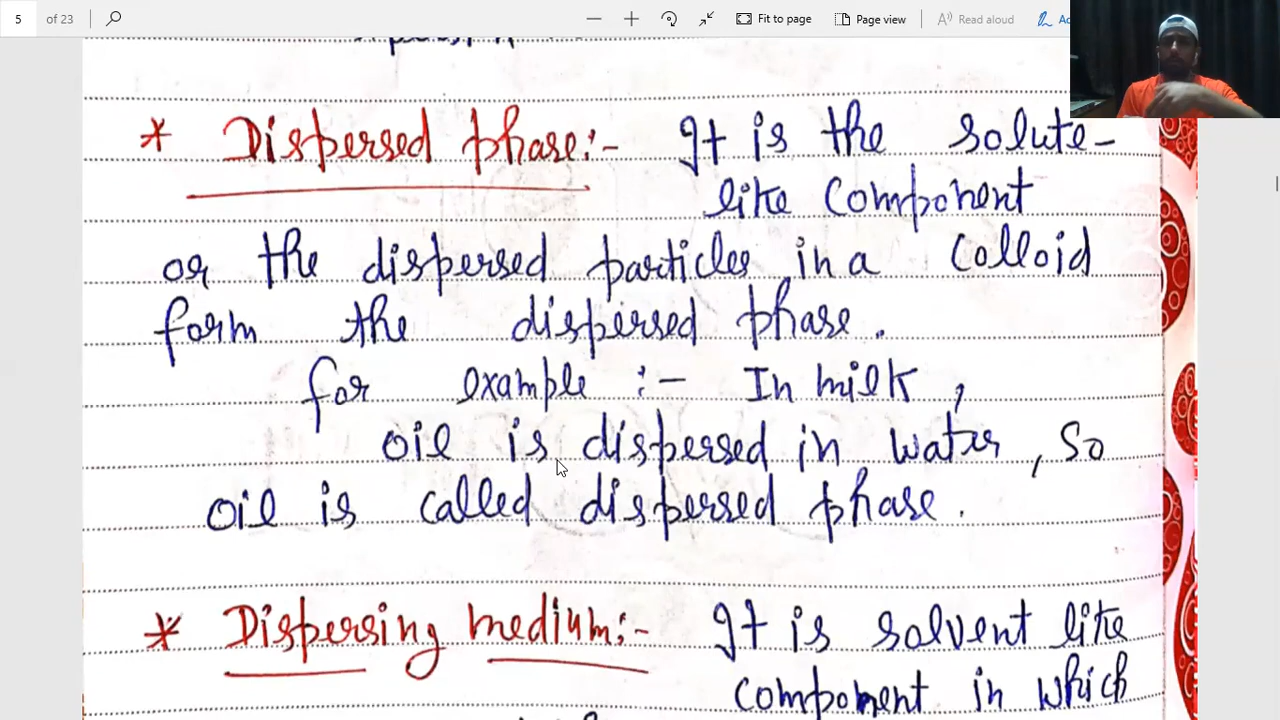 5 of 23 Fit to page Page view Read aloud
* Dispersed phase:- It is the solute-
like component
or the dispersed particles in a colloid
form the dispersed phase.
for example :- In milk,
oil is dispersed in water, so
oil is called dispersed phase.
* Dispersing medium:- It is solvent like
component in which